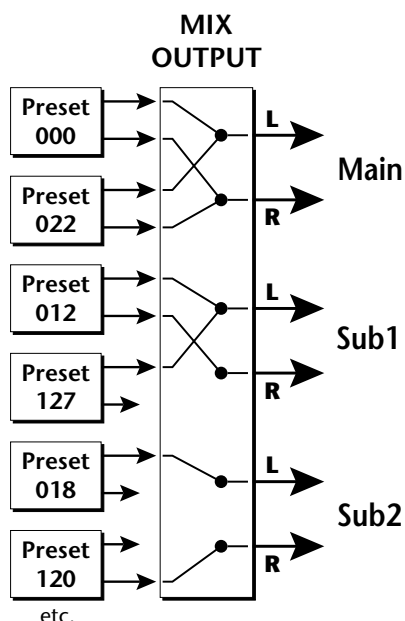 MIX
OUTPUT
Preset
000
L
Main
R
Preset
022
Preset
012
L
Sub1
R
Preset
127
Preset
018
L
Sub2
R
Preset
120
etc.